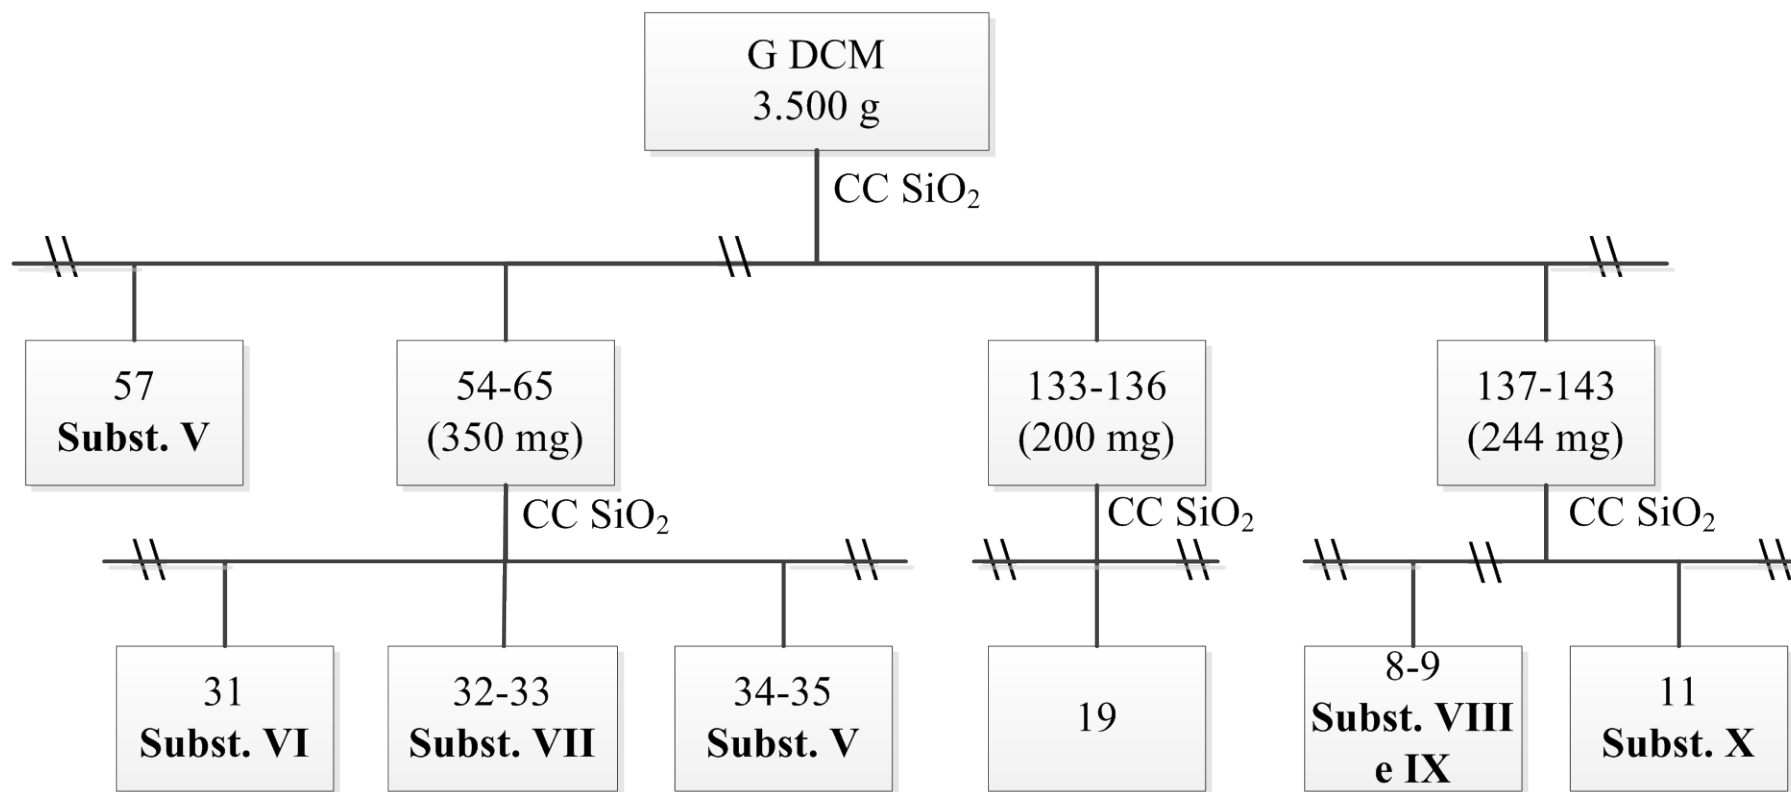 G DCM
3.500 g
CC SiO₂
57
Subst. V
54-65
(350 mg)
133-136
(200 mg)
137-143
(244 mg)
CC SiO₂
CC SiO₂
CC SiO₂
31
Subst. VI
32-33
Subst. VII
34-35
Subst. V
19
8-9
Subst. VIII
e IX
11
Subst. X